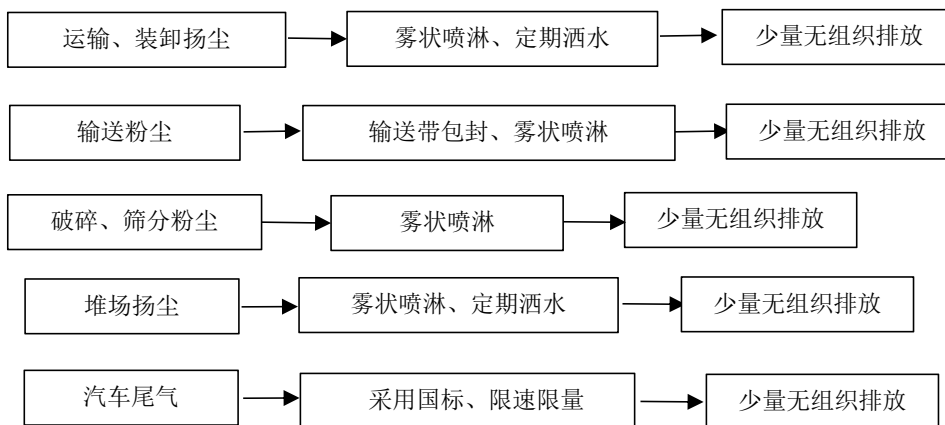 运输、装卸扬尘
雾状喷淋、定期洒水
少量无组织排放
输送粉尘
输送带包封、雾状喷淋
少量无组织排放
破碎、筛分粉尘
雾状喷淋
少量无组织排放
堆场扬尘
雾状喷淋、定期洒水
少量无组织排放
汽车尾气
采用国标、限速限量
少量无组织排放